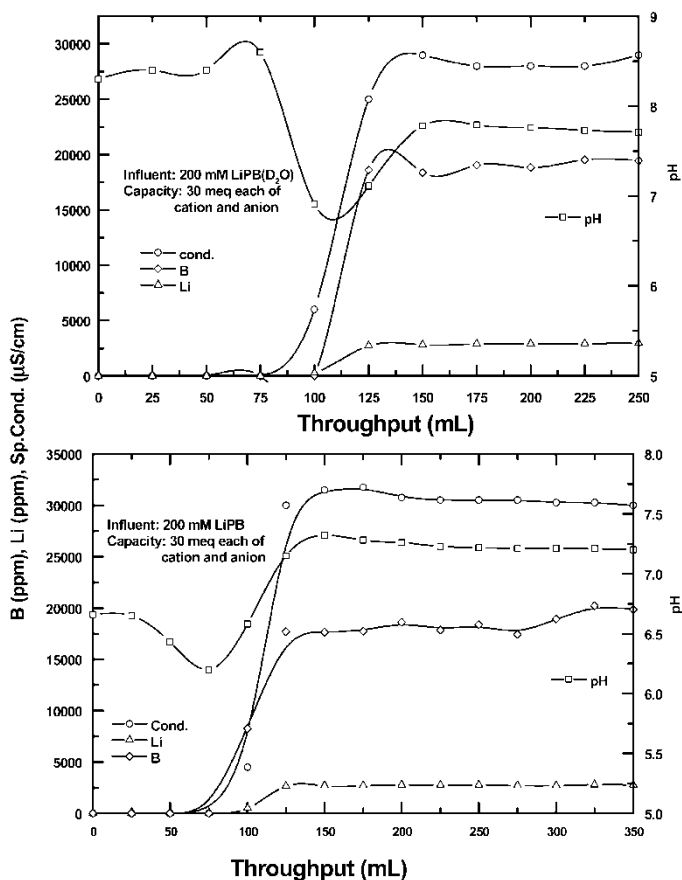 30000
25000
20000
15000
10000
5000
0
9
8
7
6
5
pH
Influent: 200 mM LiPB(D₂O)
Capacity: 30 meq each of
cation and anion
cond.
B
Li
pH
0 25 50 75 100 125 150 175 200 225 250
Throughput (mL)
B (ppm), Li (ppm), Sp.Cond. (µS/cm)
35000
30000
25000
20000
15000
10000
5000
0
8.0
7.5
7.0
6.5
6.0
5.5
5.0
pH
Influent: 200 mM LiPB
Capacity: 30 meq each of
cation and anion
Cond.
Li
B
pH
0 50 100 150 200 250 300 350
Throughput (mL)